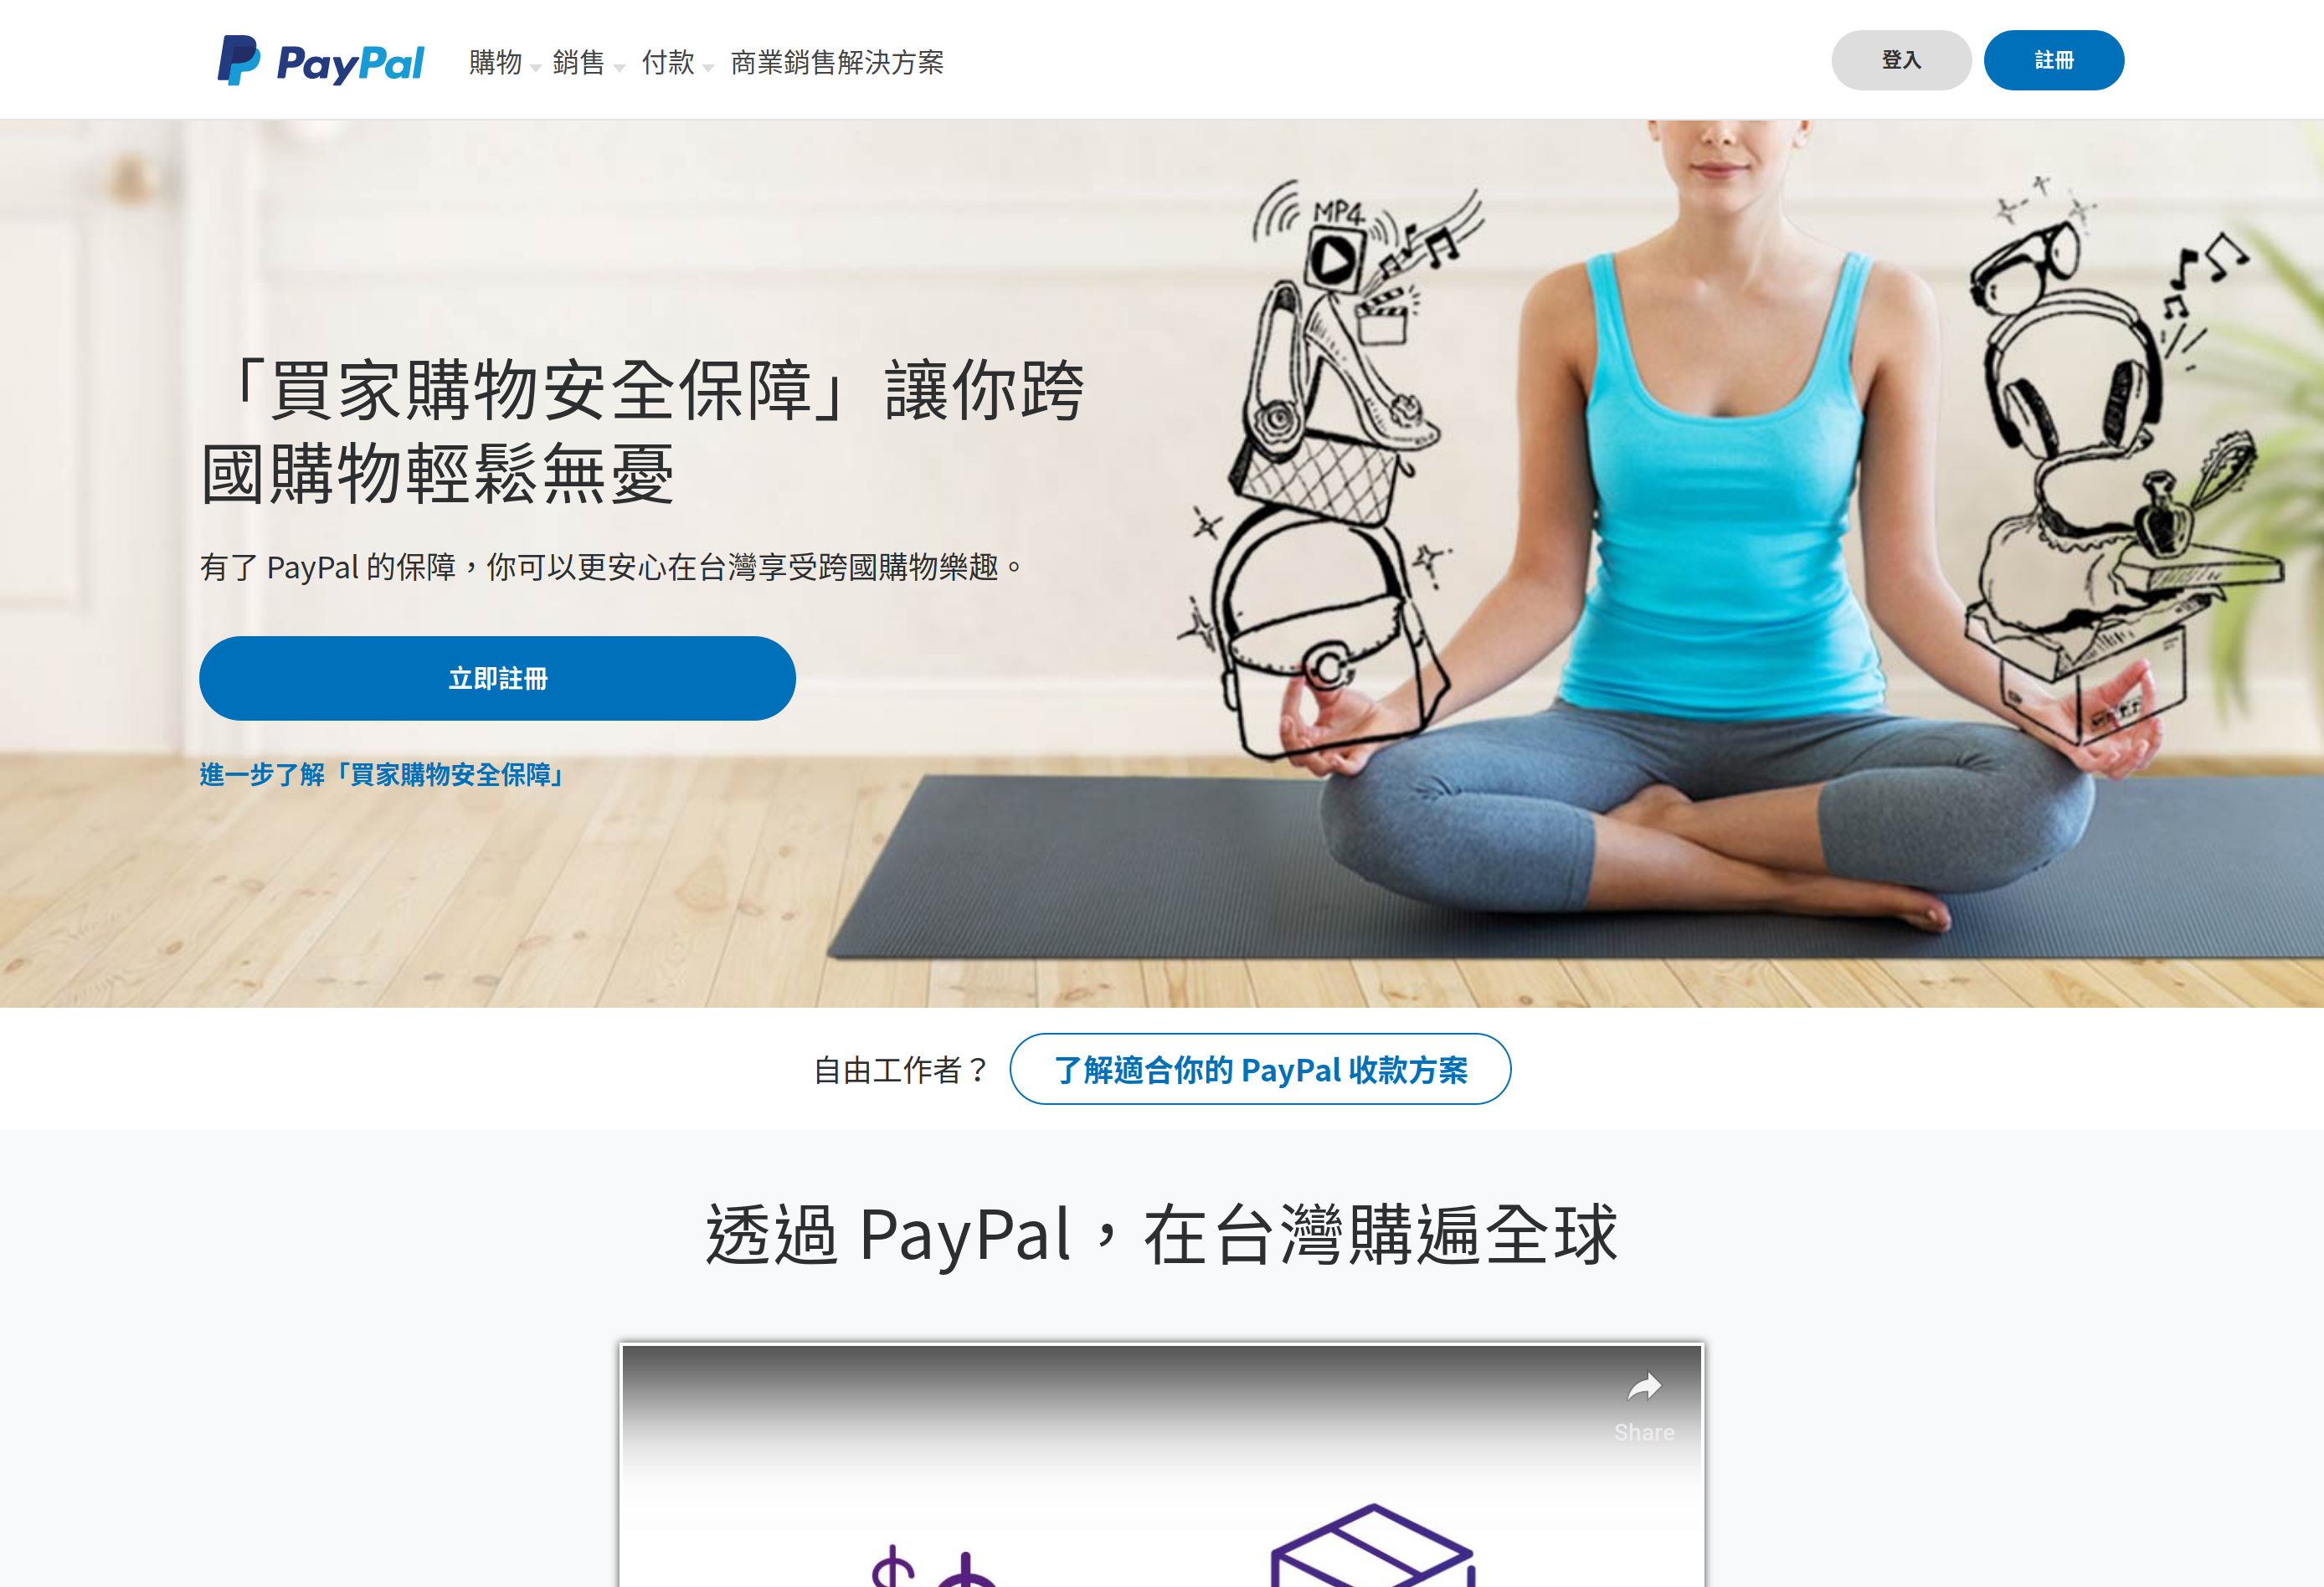 PayPal
購物 銷售 付款 商業銷售解決方案
登入 註冊
MP4
「買家購物安全保障」讓你跨
國購物輕鬆無憂
有了 PayPal 的保障，你可以更安心在台灣享受跨國購物樂趣。
立即註冊
進一步了解「買家購物安全保障」
自由工作者？ 了解適合你的 PayPal 收款方案
透過 PayPal，在台灣購遍全球
Share